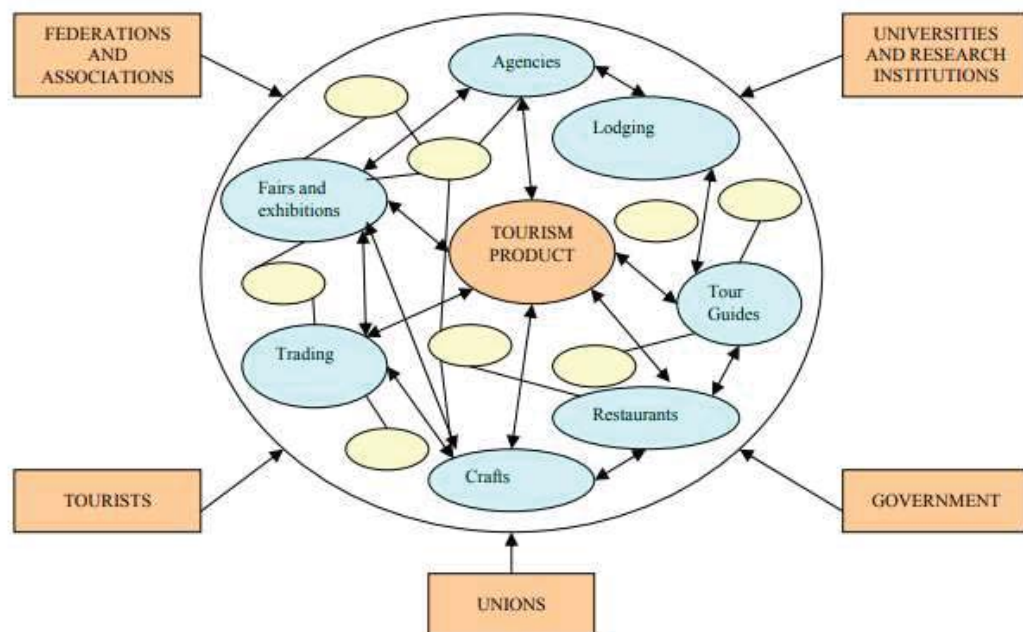 FEDERATIONS
AND
ASSOCIATIONS
UNIVERSITIES
AND RESEARCH
INSTITUTIONS
Agencies
Lodging
Fairs and
exhibitions
TOURISM
PRODUCT
Tour
Guides
Trading
Restaurants
Crafts
TOURISTS
GOVERNMENT
UNIONS